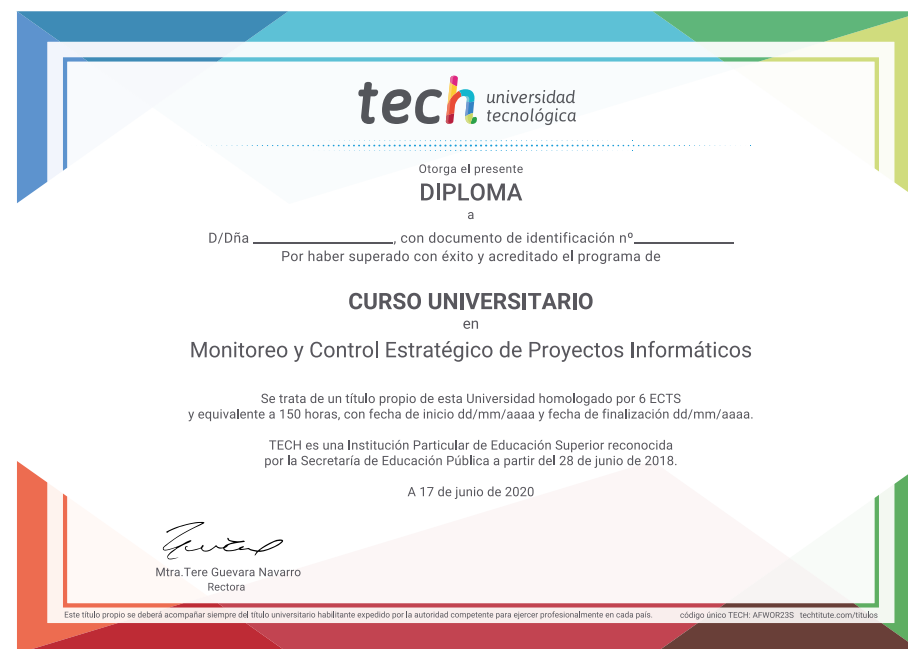 tech universidad
tecnológica
Otorga el presente
DIPLOMA
a
D/Dña ____________________, con documento de identificación nº______________
Por haber superado con éxito y acreditado el programa de
CURSO UNIVERSITARIO
en
Monitoreo y Control Estratégico de Proyectos Informáticos
Se trata de un título propio de esta Universidad homologado por 6 ECTS
y equivalente a 150 horas, con fecha de inicio dd/mm/aaaa y fecha de finalización dd/mm/aaaa.
TECH es una Institución Particular de Educación Superior reconocida
por la Secretaría de Educación Pública a partir del 28 de junio de 2018.
A 17 de junio de 2020
Mtra.Tere Guevara Navarro
Rectora
Este título propio se deberá acompañar siempre del título universitario habilitante expedido por la autoridad competente para ejercer profesionalmente en cada país. código único TECH: AFWOR23S techtitute.com/titulos